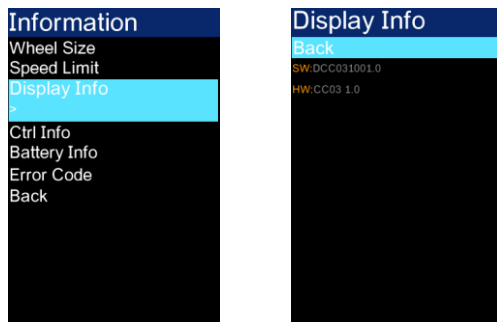 Information
Wheel Size
Speed Limit
Display Info
>
Ctrl Info
Battery Info
Error Code
Back
Display Info
Back
SW:DCC031001.0
HW:CC03 1.0